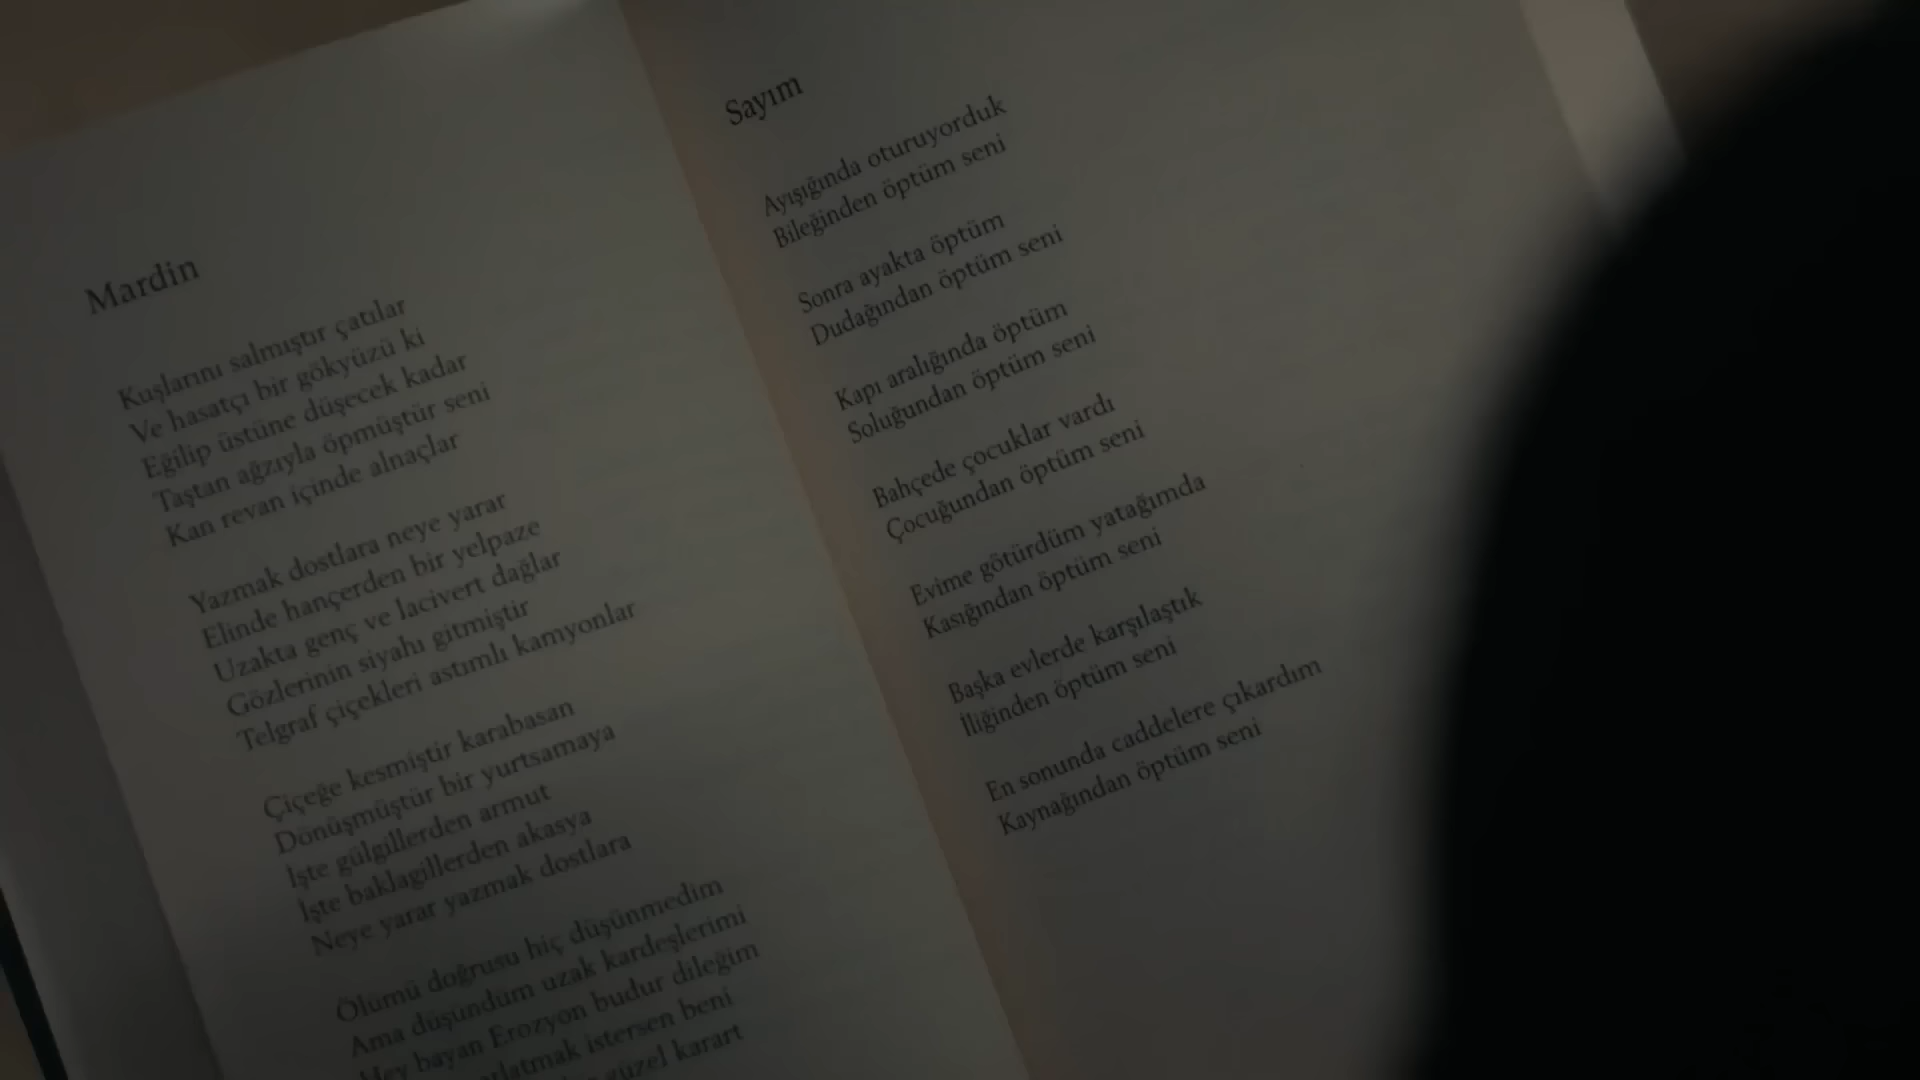 Mardin
Kuşlarını salmıştır çatılar
Ve hasatçı bir gökyüzü ki
Eğilip üstüne düşecek kadar
Taştan ağzıyla öpmüştür seni
Kan revan içinde alnaçlar
Yazmak dostlara neye yarar
Elinde hançerden bir yelpaze
Uzakta genç ve lacivert dağlar
Gözlerinin siyahı gitmiştir
Telgraf çiçekleri astımlı kamyonlar
Çiçeğe kesmiştir karabasan
Dönüşmüştür bir yurtsamaya
İşte gülgillerden armut
İşte baklagillerden akasya
Neye yarar yazmak dostlara
Ölümü doğrusu hiç düşünmedim
Ama düşündüm uzak kardeşlerimi
Hey bayan Erozyon budur dileğim
istersen beni
güzel karart
Sayım
Ayışığında oturuyorduk
Bileğinden öptüm seni
Sonra ayakta öptüm
Dudağından öptüm seni
Kapı aralığında öptüm
Soluğundan öptüm seni
Bahçede çocuklar vardı
Çocuğundan öptüm seni
Evime götürdüm yatağımda
Kasığından öptüm seni
Başka evlerde karşılaştık
İliğinden öptüm seni
En sonunda caddelere çıkardım
Kaynağından öptüm seni